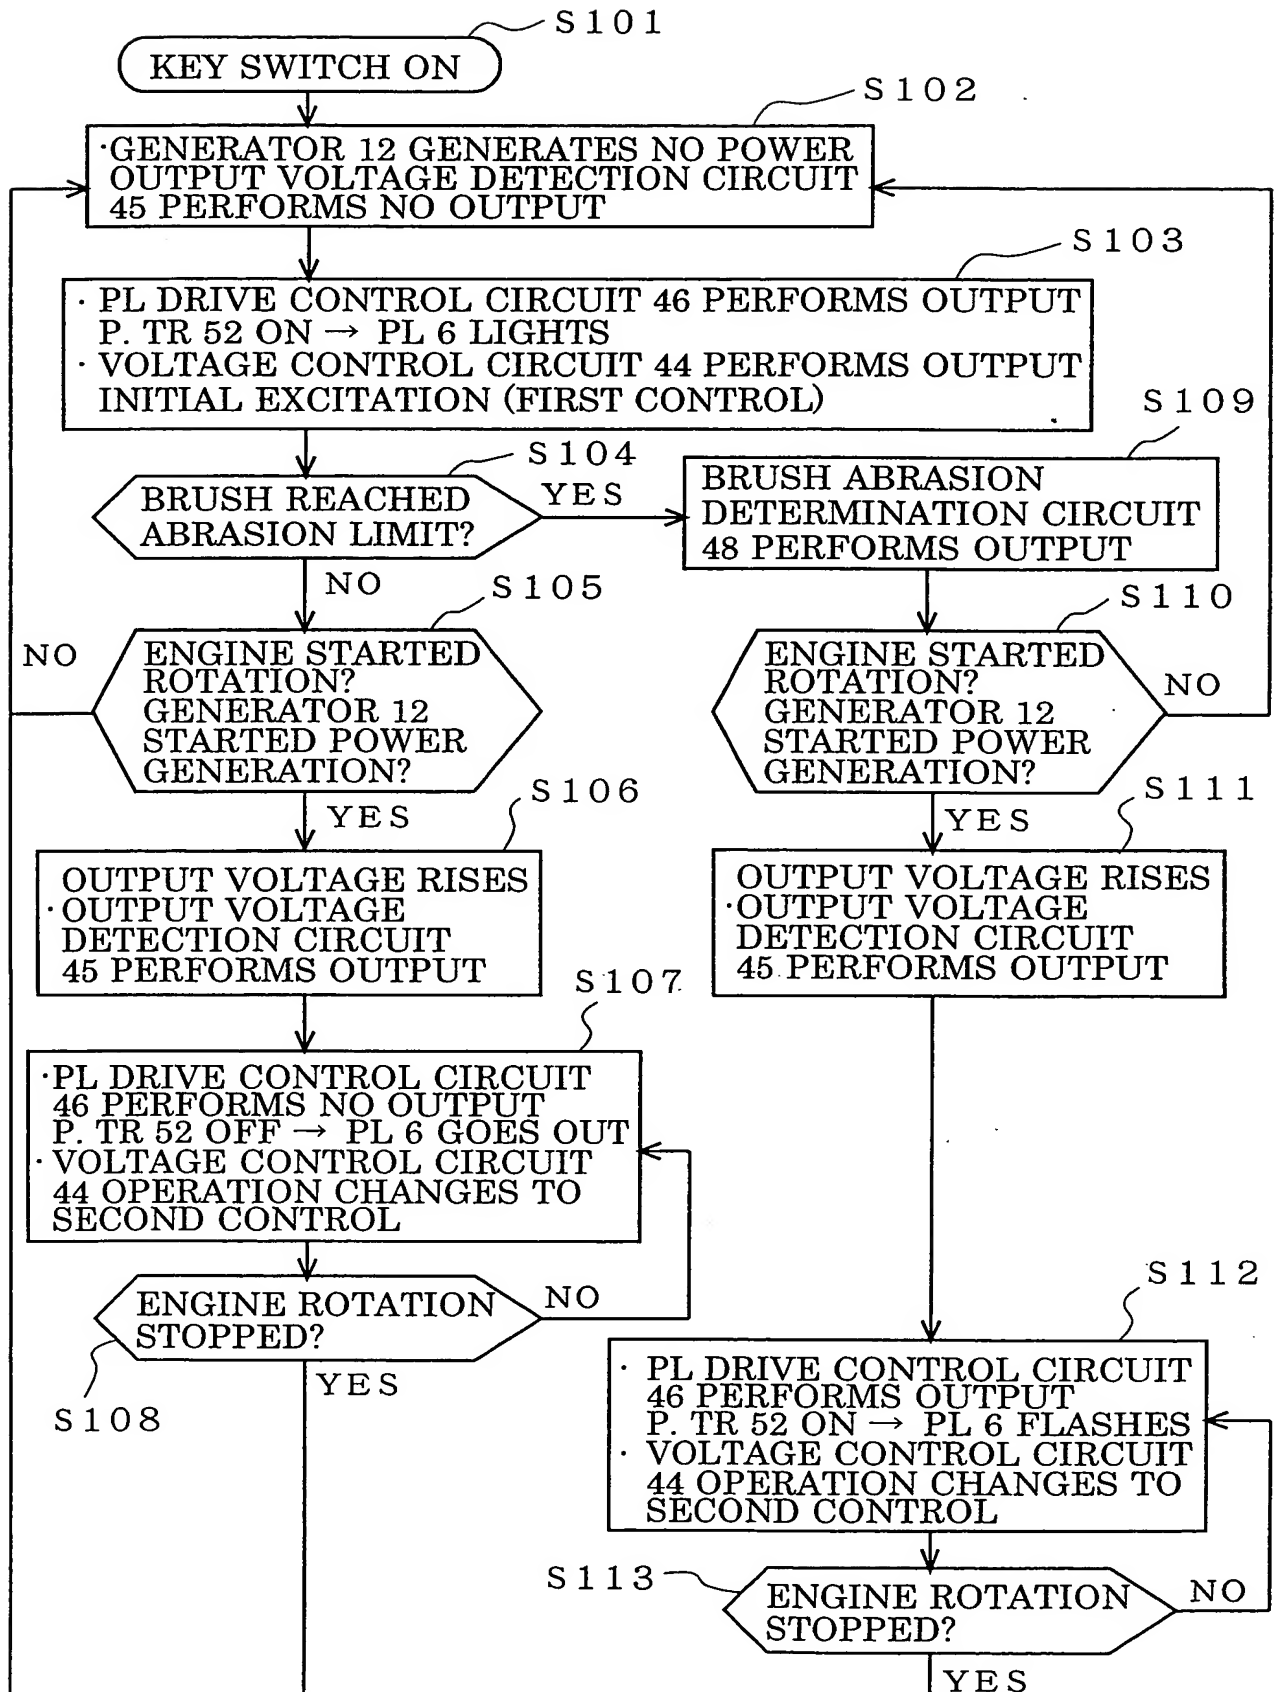 S101
KEY SWITCH ON
S102
·GENERATOR 12 GENERATES NO POWER
OUTPUT VOLTAGE DETECTION CIRCUIT
45 PERFORMS NO OUTPUT
S103
· PL DRIVE CONTROL CIRCUIT 46 PERFORMS OUTPUT
P. TR 52 ON → PL 6 LIGHTS
· VOLTAGE CONTROL CIRCUIT 44 PERFORMS OUTPUT
INITIAL EXCITATION (FIRST CONTROL)
S104
BRUSH REACHED
ABRASION LIMIT?
YES
NO
S109
BRUSH ABRASION
DETERMINATION CIRCUIT
48 PERFORMS OUTPUT
S105
NO
ENGINE STARTED
ROTATION?
GENERATOR 12
STARTED POWER
GENERATION?
YES
S110
ENGINE STARTED
ROTATION?
GENERATOR 12
STARTED POWER
GENERATION?
NO
YES
S106
OUTPUT VOLTAGE RISES
·OUTPUT VOLTAGE
DETECTION CIRCUIT
45 PERFORMS OUTPUT
S111
OUTPUT VOLTAGE RISES
·OUTPUT VOLTAGE
DETECTION CIRCUIT
45 PERFORMS OUTPUT
S107
·PL DRIVE CONTROL CIRCUIT
46 PERFORMS NO OUTPUT
P. TR 52 OFF → PL 6 GOES OUT
·VOLTAGE CONTROL CIRCUIT
44 OPERATION CHANGES TO
SECOND CONTROL
ENGINE ROTATION
STOPPED?
NO
YES
S108
S112
· PL DRIVE CONTROL CIRCUIT
46 PERFORMS OUTPUT
P. TR 52 ON → PL 6 FLASHES
· VOLTAGE CONTROL CIRCUIT
44 OPERATION CHANGES TO
SECOND CONTROL
S113
ENGINE ROTATION
STOPPED?
NO
YES